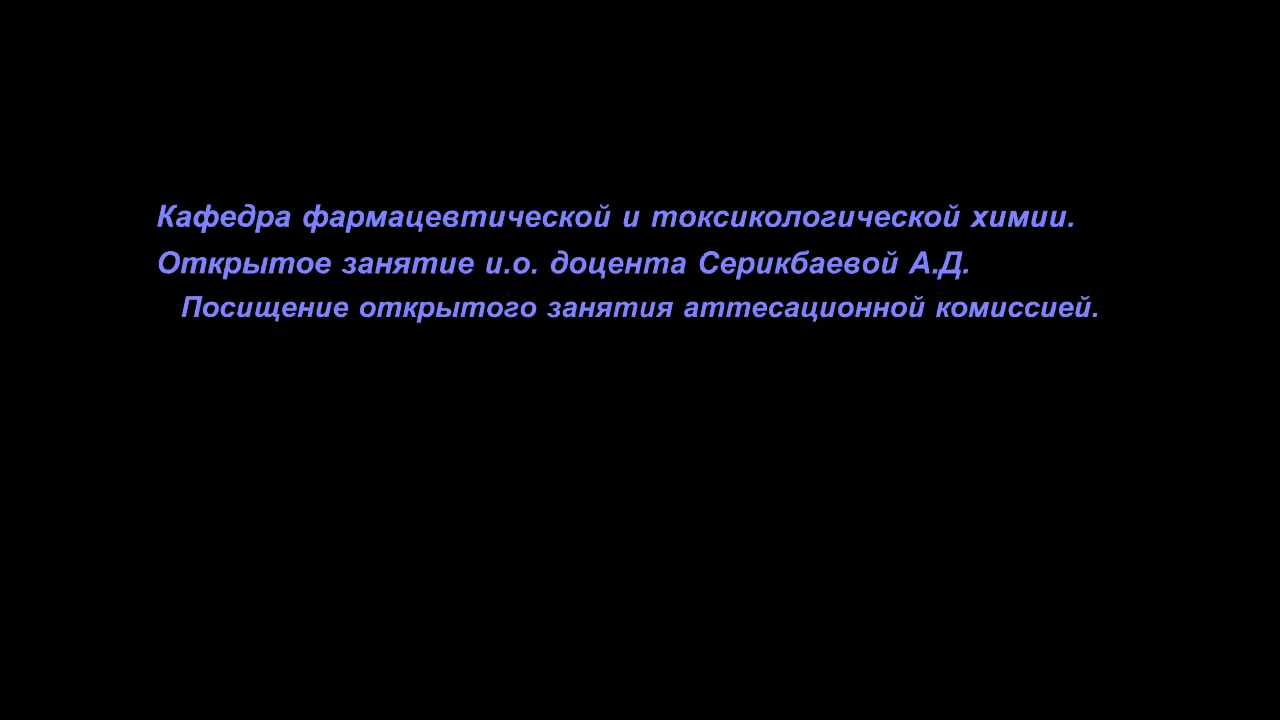 Кафедра фармацевтической и токсикологической химии.
Открытое занятие и.о. доцента Серикбаевой А.Д.
Посищение открытого занятия аттесационной комиссией.